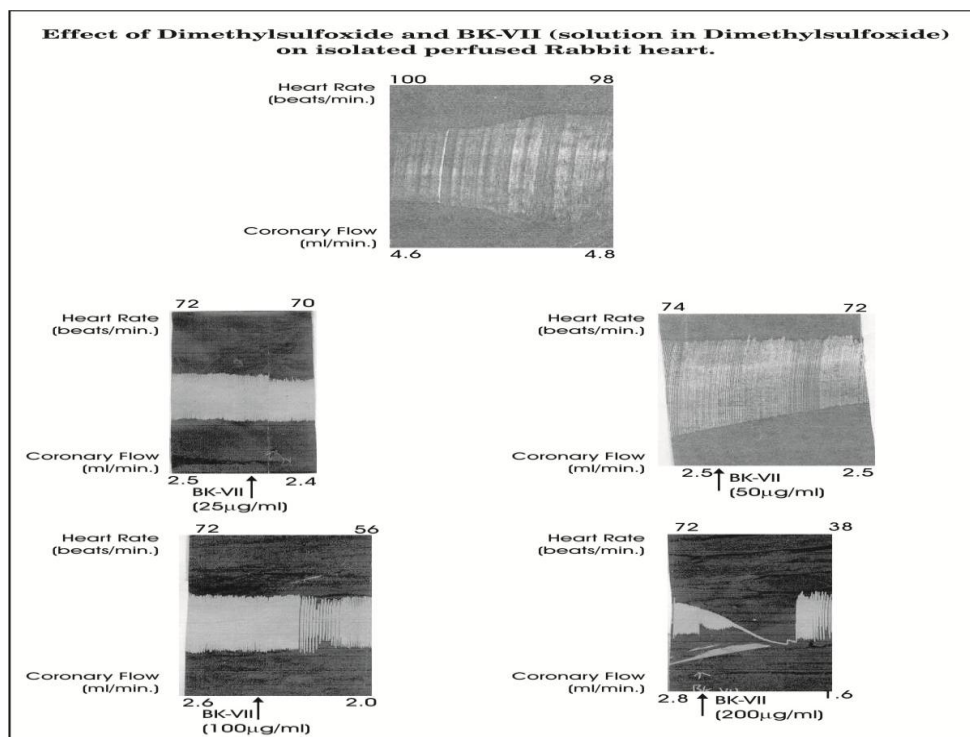 Effect of Dimethylsulfoxide and BK-VII (solution in Dimethylsulfoxide)
on isolated perfused Rabbit heart.
100 98
Heart Rate
(beats/min.)
Coronary Flow
(ml/min.)
4.6 4.8
72 70
Heart Rate
(beats/min.)
Coronary Flow
(ml/min.)
2.5 2.4
BK-VII
(25µg/ml)
74 72
Heart Rate
(beats/min.)
Coronary Flow
(ml/min.)
2.5 2.5
BK-VII
(50µg/ml)
72 56
Heart Rate
(beats/min.)
Coronary Flow
(ml/min.)
2.6 2.0
BK-VII
(100µg/ml)
72 38
Heart Rate
(beats/min.)
Coronary Flow
(ml/min.)
2.8 1.6
BK-VII
(200µg/ml)